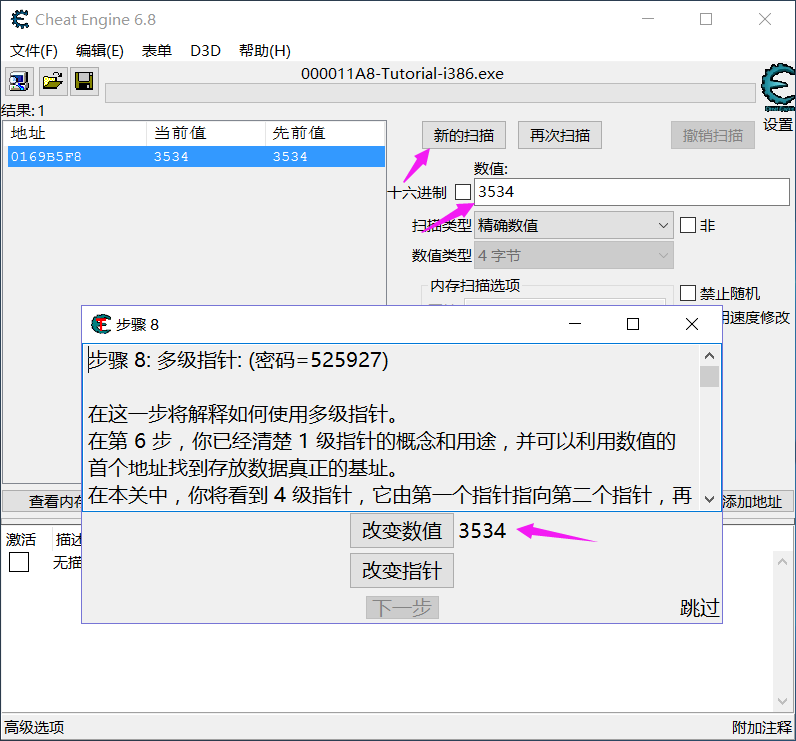 Cheat Engine 6.8
文件(F) 编辑(E) 表单 D3D 帮助(H)
000011A8-Tutorial-i386.exe
结果: 1
设置
地址 当前值 先前值
0169B5F8 3534 3534
新的扫描 再次扫描 撤销扫描
数值:
十六进制 3534
扫描类型 精确数值 非
数值类型 4 字节
内存扫描选项
禁止随机
用速度修改
步骤 8
步骤 8: 多级指针: (密码=525927)
在这一步将解释如何使用多级指针。
在第 6 步，你已经清楚 1 级指针的概念和用途，并可以利用数值的
首个地址找到存放数据真正的基址。
在本关中，你将看到 4 级指针，它由第一个指针指向第二个指针，再
查看内存 添加地址
改变数值 3534
改变指针
下一步
跳过
激活 描述
无描
高级选项 附加注释